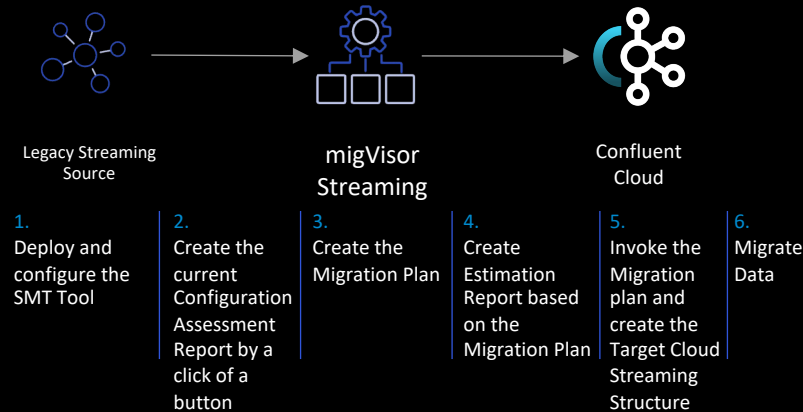 Legacy Streaming
Source
migVisor
Streaming
Confluent
Cloud
1.
Deploy and
configure the
SMT Tool
2.
Create the
current
Configuration
Assessment
Report by a
click of a
button
3.
Create the
Migration Plan
4.
Create
Estimation
Report based
on the
Migration Plan
5.
Invoke the
Migration
plan and
create the
Target Cloud
Streaming
Structure
6.
Migrate
Data